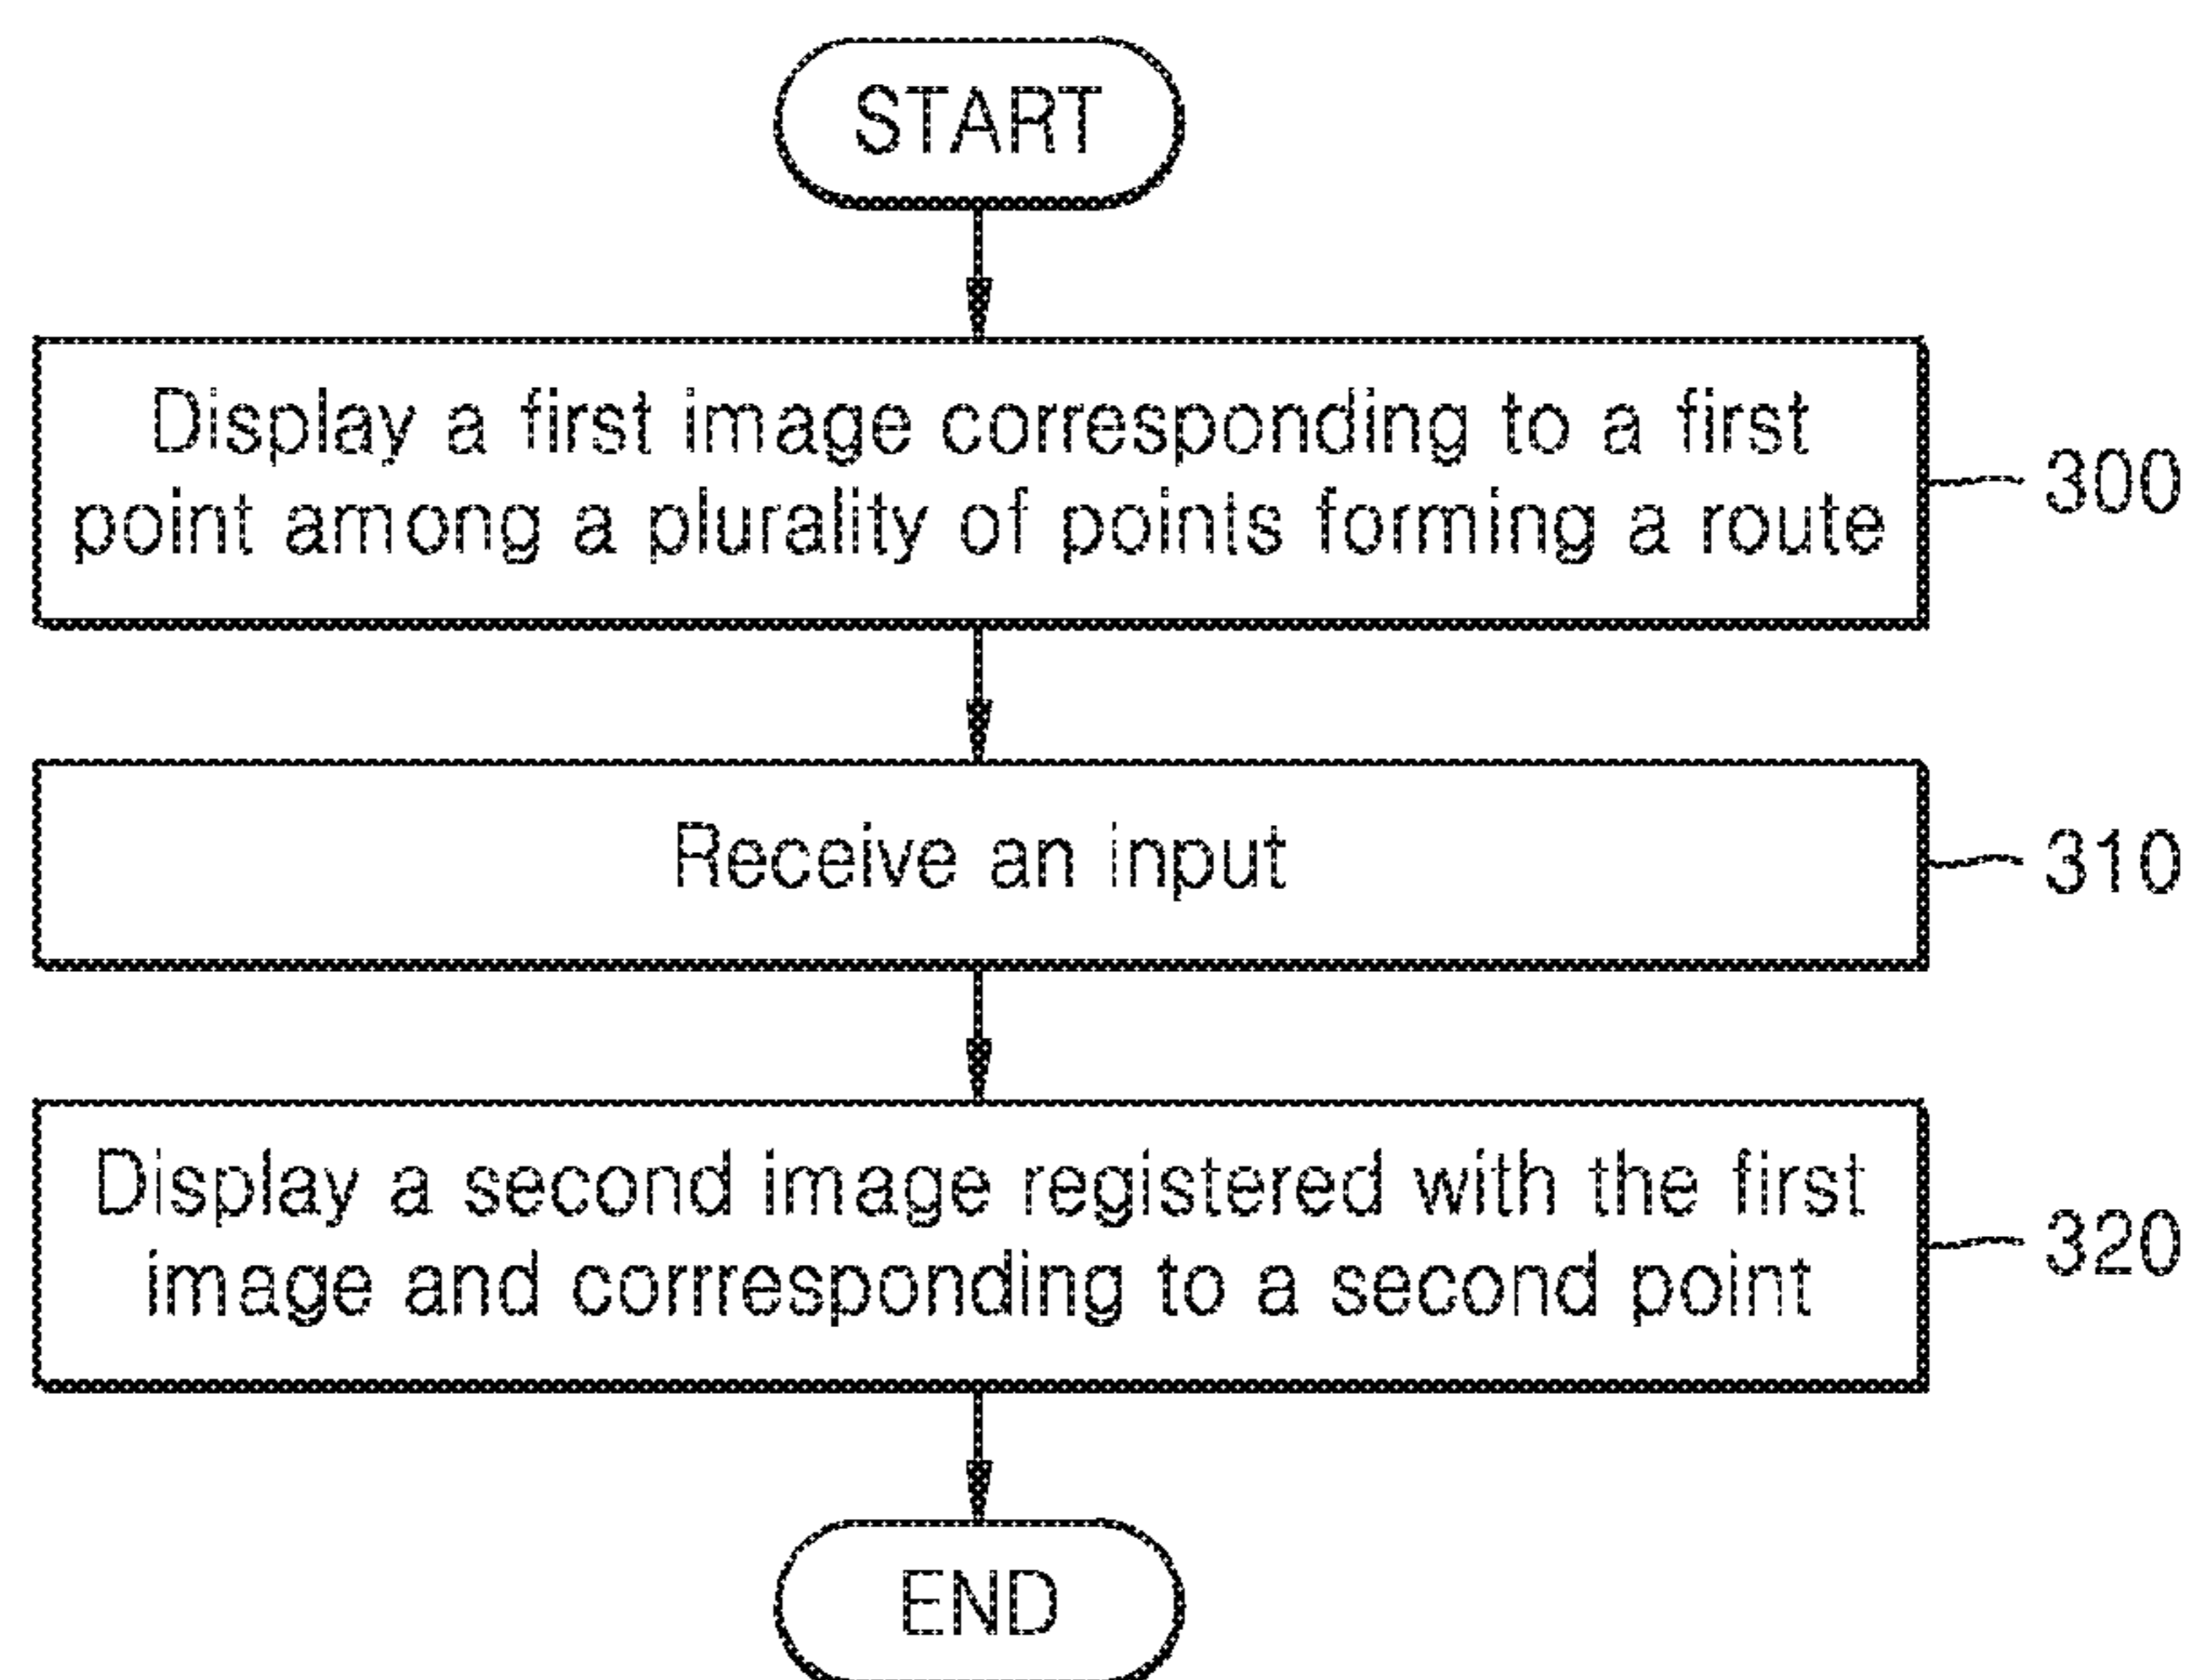 START
Display a first image corresponding to a first
point among a plurality of points forming a route
300
Receive an input
310
Display a second image registered with the first
image and corrresponding to a second point
320
END